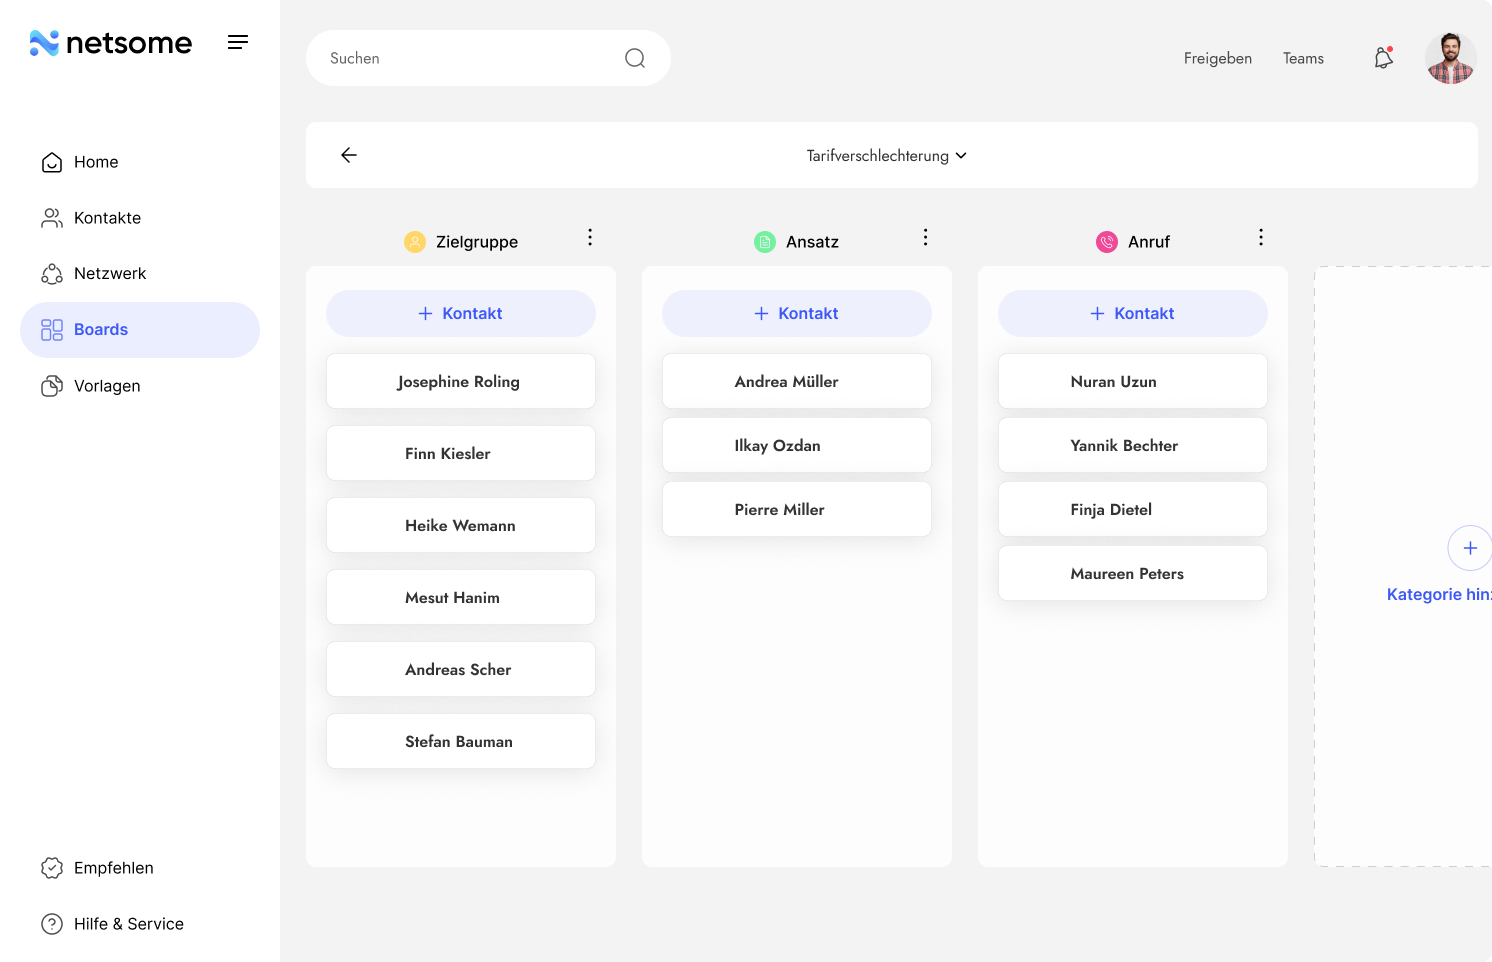 netsome
Suchen
Freigeben
Teams
Home
Kontakte
Netzwerk
Boards
Vorlagen
Empfehlen
Hilfe & Service
Tarifverschlechterung
Zielgruppe
+ Kontakt
Josephine Roling
Finn Kiesler
Heike Wemann
Mesut Hanim
Andreas Scher
Stefan Bauman
Ansatz
+ Kontakt
Andrea Müller
Ilkay Ozdan
Pierre Miller
Anruf
+ Kontakt
Nuran Uzun
Yannik Bechter
Finja Dietel
Maureen Peters
+
Kategorie